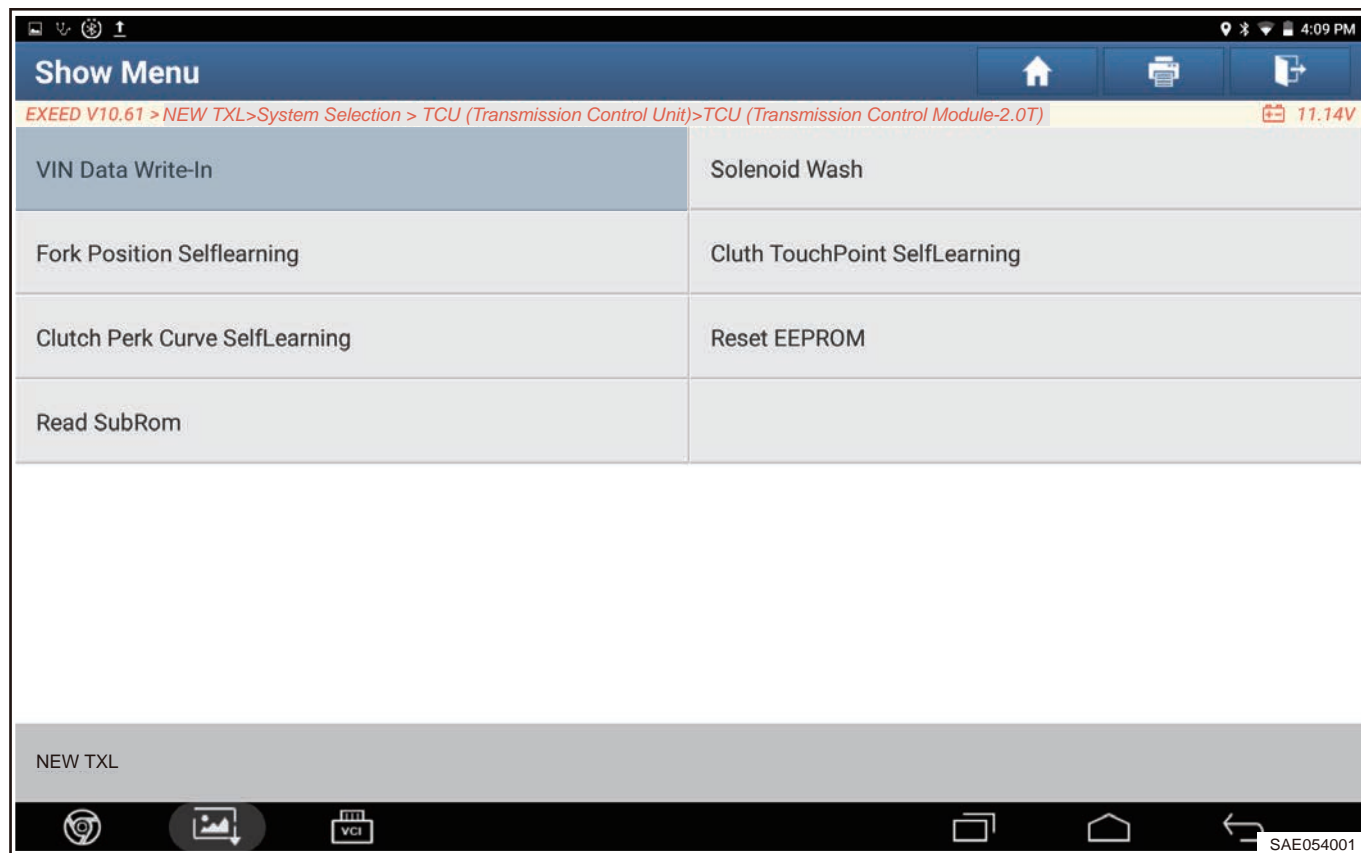 4:09 PM
Show Menu
EXEED V10.61 > NEW TXL>System Selection > TCU (Transmission Control Unit)>TCU (Transmission Control Module-2.0T) 11.14V
VIN Data Write-In
Solenoid Wash
Fork Position Selflearning
Cluth TouchPoint SelfLearning
Clutch Perk Curve SelfLearning
Reset EEPROM
Read SubRom
NEW TXL
VCI
SAE054001